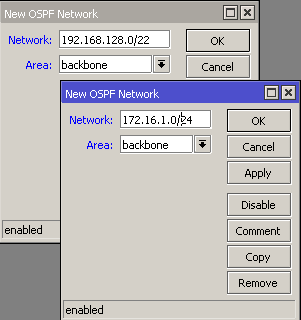 New OSPF Network
Network: 192.168.128.0/22 OK
Area: backbone Cancel
enabled
New OSPF Network
Network: 172.16.1.0/24 OK
Area: backbone Cancel
Apply
Disable
Comment
Copy
Remove
enabled